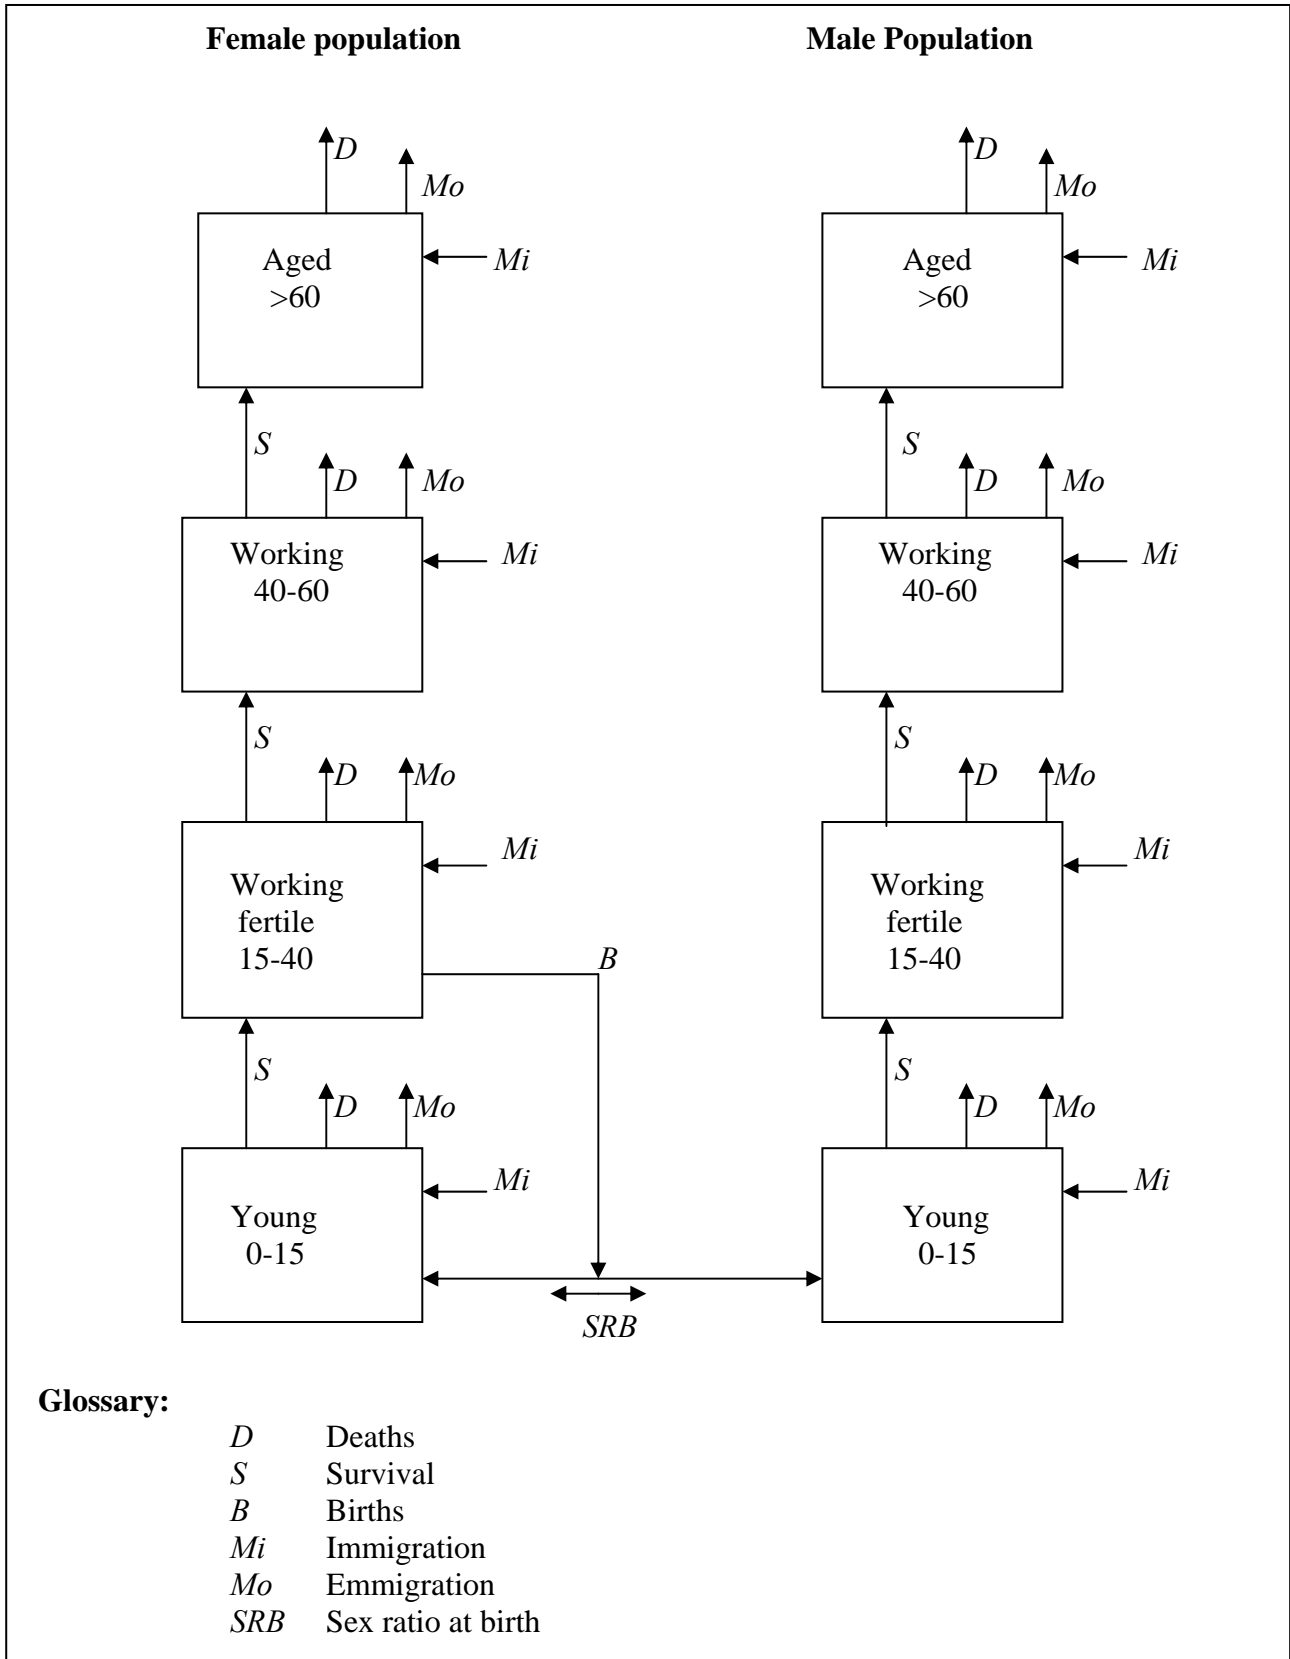 Female population
Male Population
D
Mo
D
Mo
Aged
>60
Mi
Aged
>60
Mi
S
D
Mo
S
D
Mo
Working
40-60
Mi
Working
40-60
Mi
S
D
Mo
S
D
Mo
Working
fertile
15-40
Mi
Working
fertile
15-40
Mi
B
S
D
Mo
S
D
Mo
Young
0-15
Mi
Young
0-15
Mi
SRB
Glossary:
D Deaths
S Survival
B Births
Mi Immigration
Mo Emmigration
SRB Sex ratio at birth